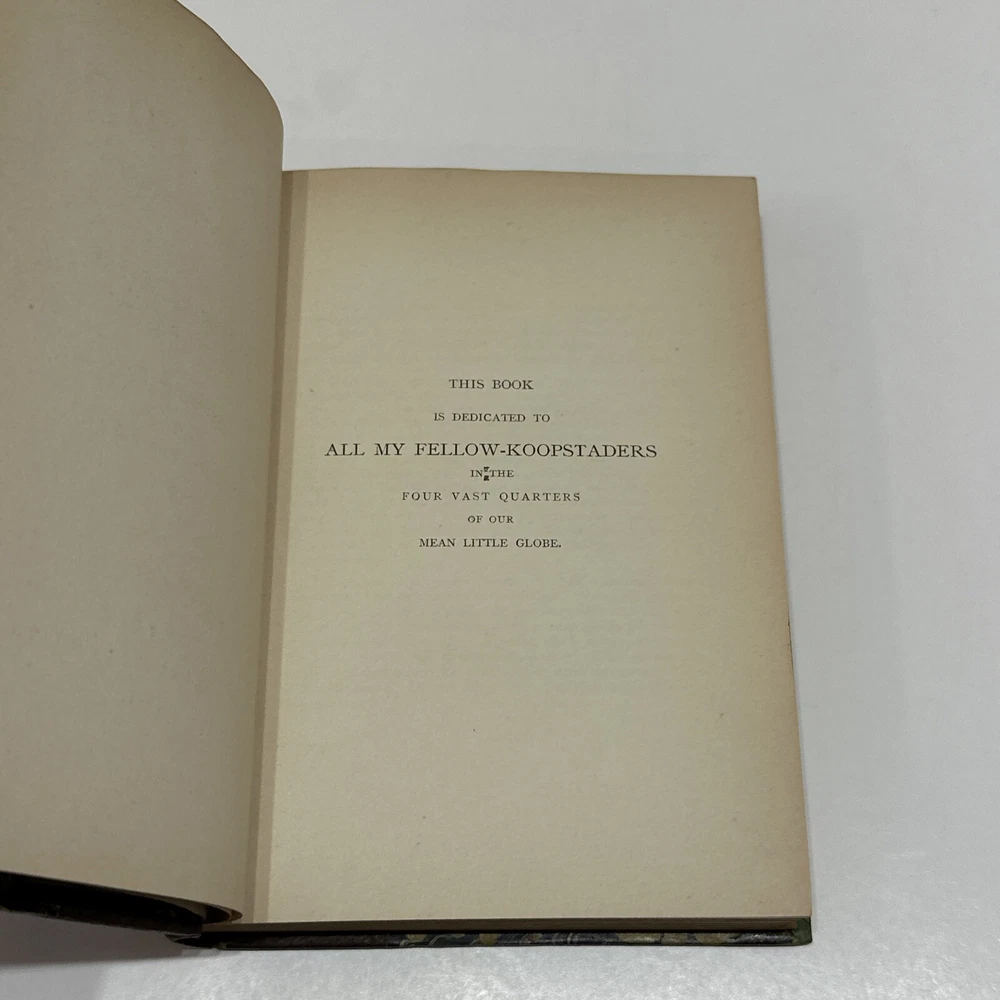 THIS BOOK
IS DEDICATED TO
ALL MY FELLOW-KOOPSTADERS
IN THE
FOUR VAST QUARTERS
OF OUR
MEAN LITTLE GLOBE.